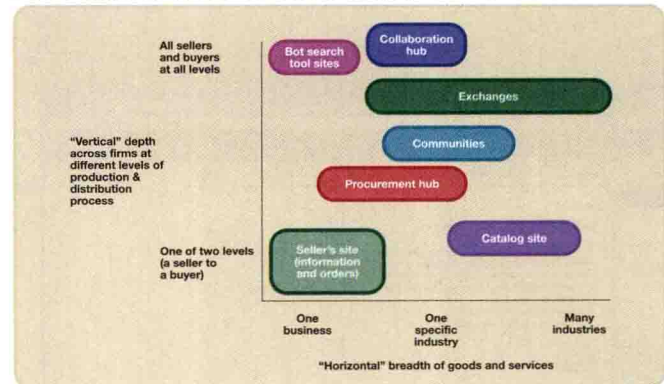 All sellers
and buyers
at all levels
Bot search
tool sites
Collaboration
hub
Exchanges
"Vertical" depth
across firms at
different levels of
production &
distribution
process
Communities
Procurement hub
One of two levels
(a seller to
a buyer)
Seller's site
(information
and orders)
Catalog site
One
business
One
specific
industry
Many
industries
"Horizontal" breadth of goods and services